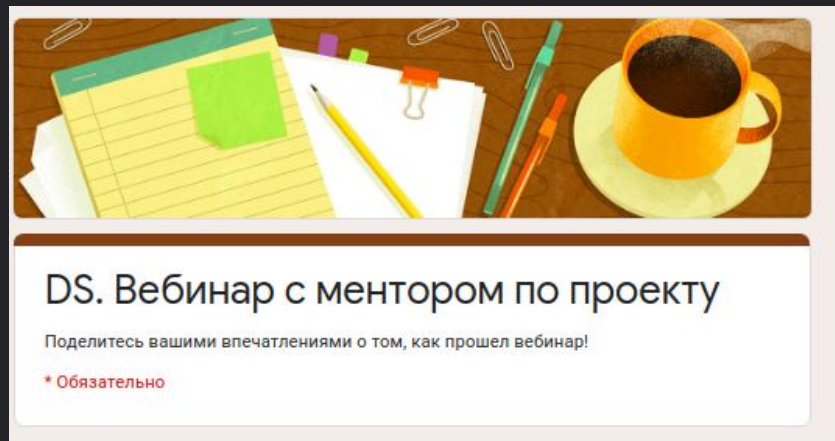 DS. Вебинар с ментором по проекту
Поделитесь вашими впечатлениями о том, как прошел вебинар!
* Обязательно